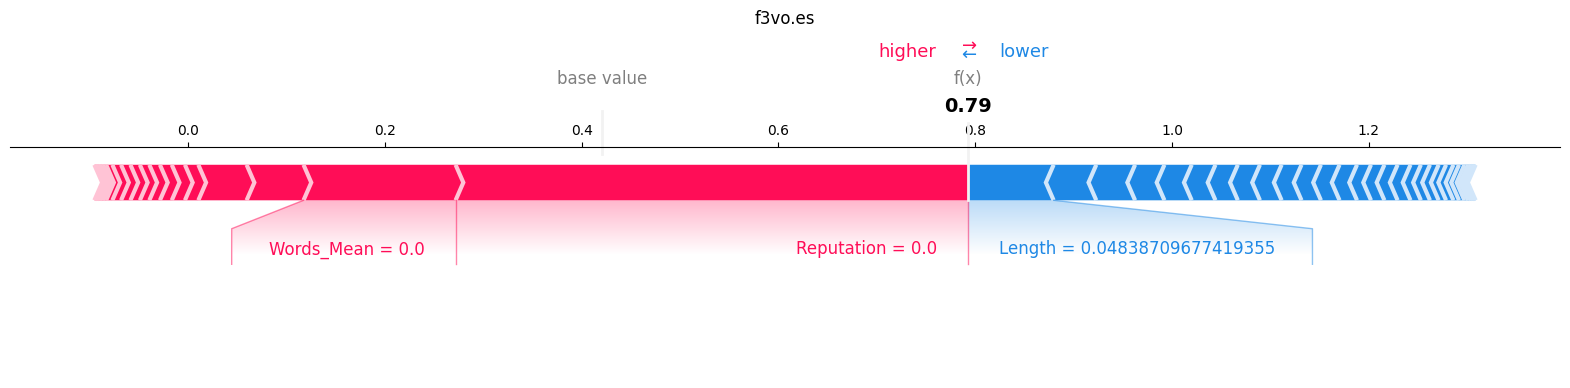 f3vo.es
higher ⇄ lower
base value f(x)
0.79
0.0 0.2 0.4 0.6 0.8 1.0 1.2
Words_Mean = 0.0 Reputation = 0.0 Length = 0.04838709677419355